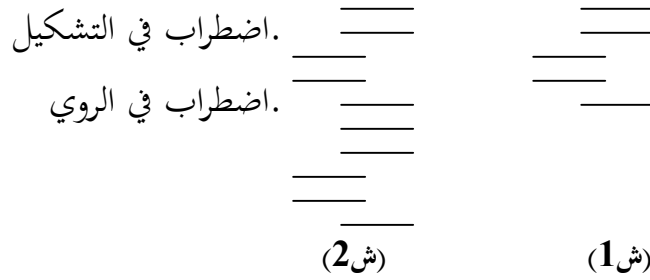 .اضطراب في التشكيل
.اضطراب في الروي
(ش1)
(ش2)